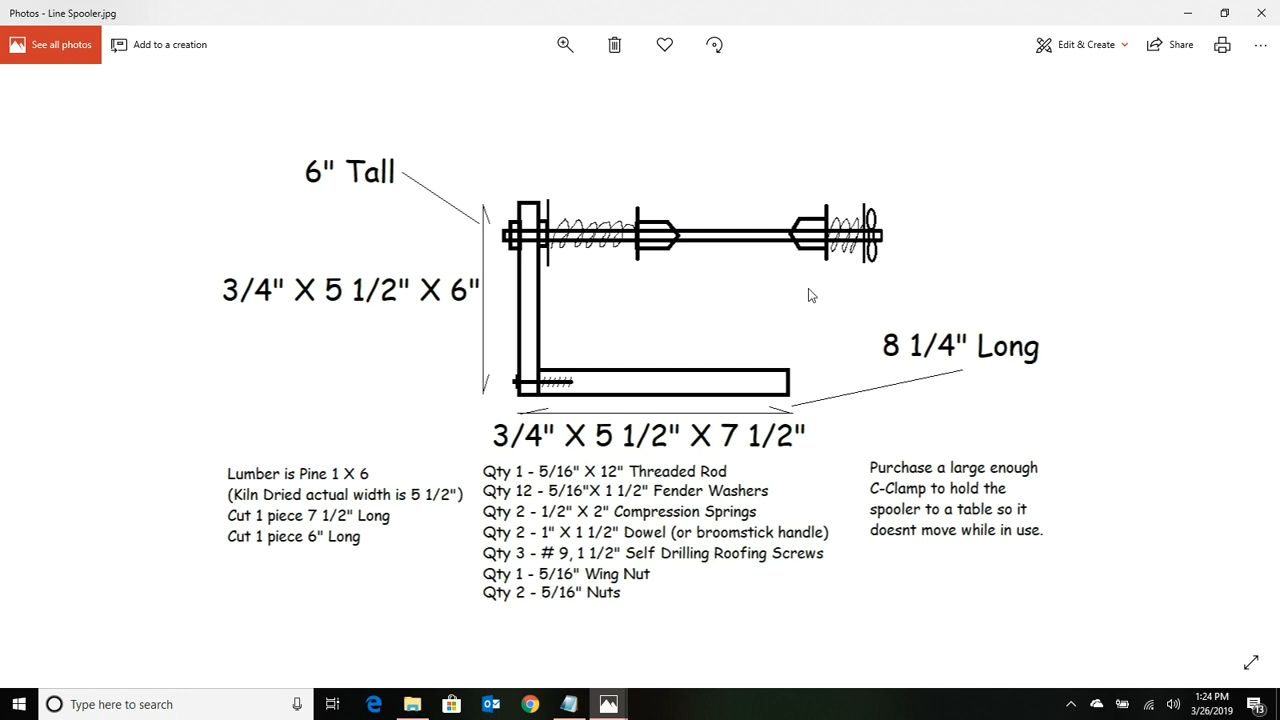 Photos - Line Spooler.jpg
See all photos
Add to a creation
Edit & Create
Share
6" Tall
3/4" X 5 1/2" X 6"
8 1/4" Long
3/4" X 5 1/2" X 7 1/2"
Lumber is Pine 1 X 6
(Kiln Dried actual width is 5 1/2")
Cut 1 piece 7 1/2" Long
Cut 1 piece 6" Long
Qty 1 - 5/16" X 12" Threaded Rod
Qty 12 - 5/16"X 1 1/2" Fender Washers
Qty 2 - 1/2" X 2" Compression Springs
Qty 2 - 1" X 1 1/2" Dowel (or broomstick handle)
Qty 3 - # 9, 1 1/2" Self Drilling Roofing Screws
Qty 1 - 5/16" Wing Nut
Qty 2 - 5/16" Nuts
Purchase a large enough
C-Clamp to hold the
spooler to a table so it
doesnt move while in use.
Type here to search
1:24 PM
3/26/2019
13